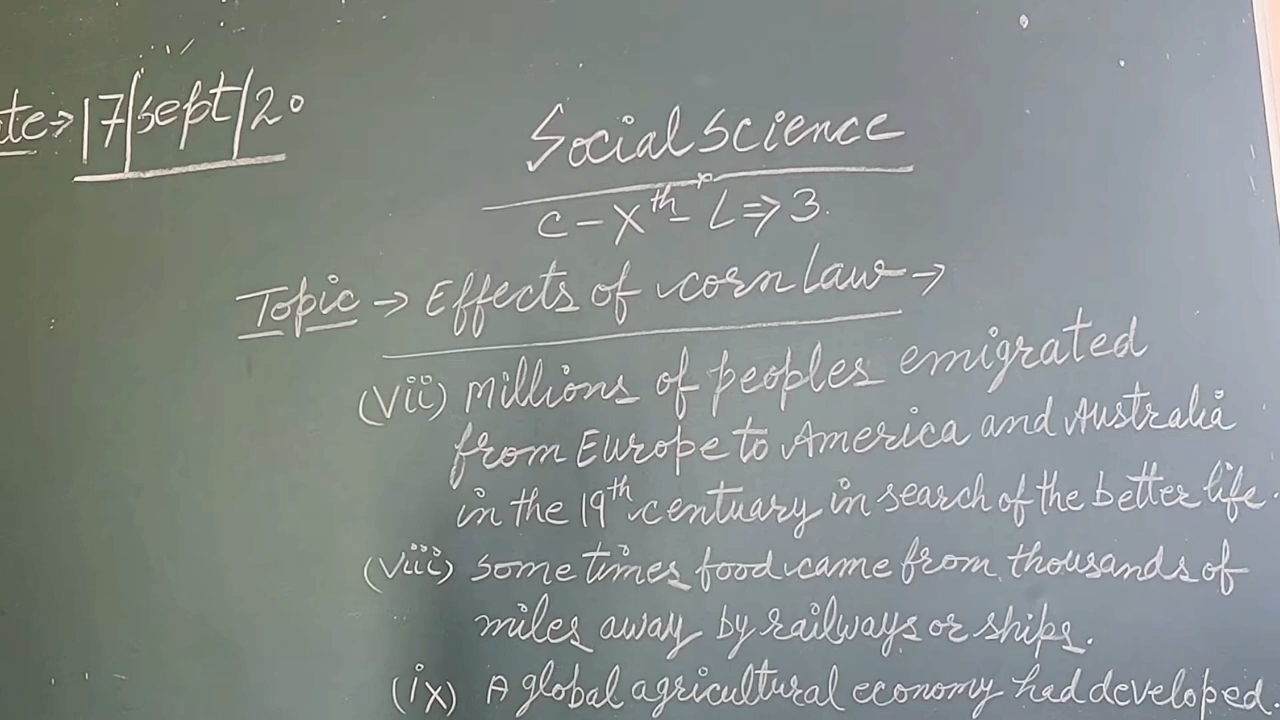 te⇒ 17/sept/20
Social Science
C-Xth- L⇒3.
Topic → Effects of corn law →
(vii) Millions of peoples emigrated
from Europe to America and Australia
in the 19th centuary in search of the better life.
(viii) Some times food came from thousands of
miles away by railways or ships.
(ix) A global agricultural economy had developed.